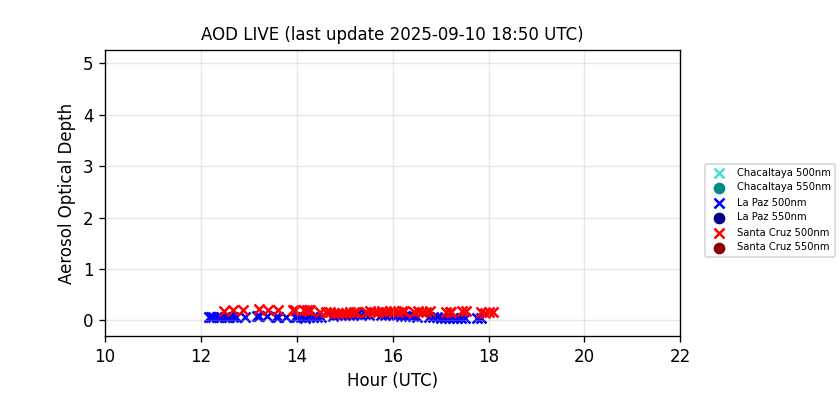 AOD LIVE (last update 2025-09-10 18:50 UTC)
5
4
3
2
1
0
Aerosol Optical Depth
10 12 14 16 18 20 22
Hour (UTC)
Chacaltaya 500nm
Chacaltaya 550nm
La Paz 500nm
La Paz 550nm
Santa Cruz 500nm
Santa Cruz 550nm